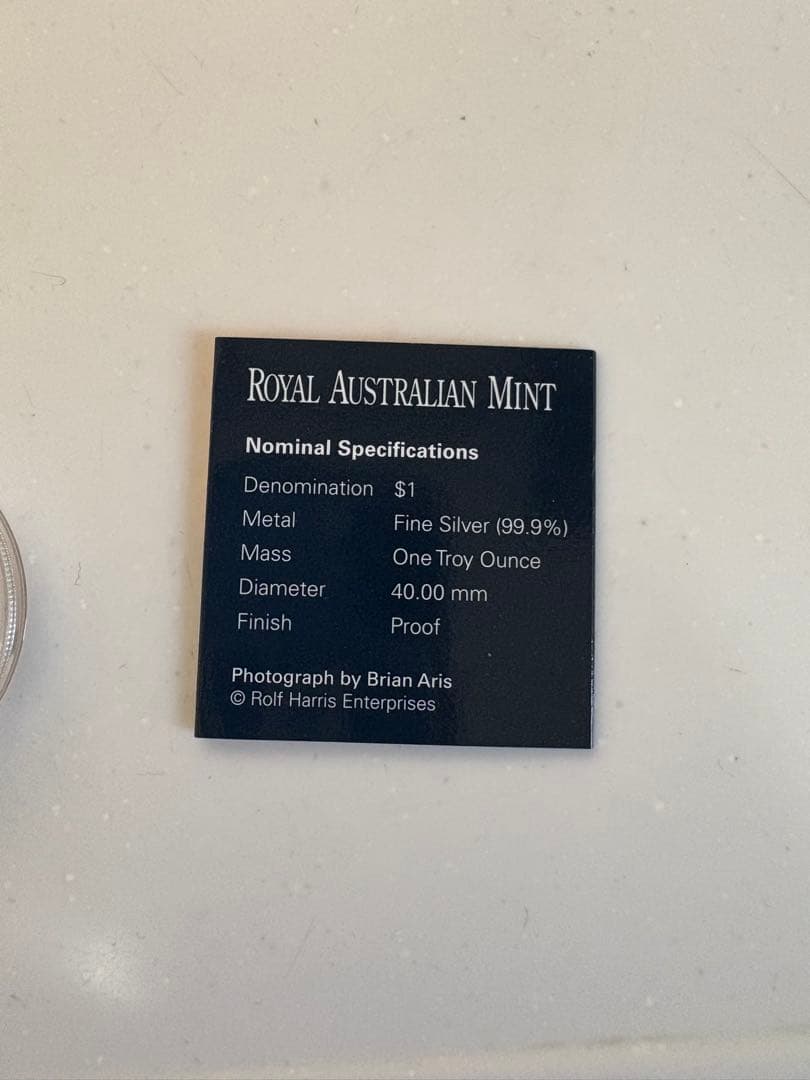 ROYAL AUSTRALIAN MINT
Nominal Specifications
Denomination $1
Metal Fine Silver (99.9%)
Mass One Troy Ounce
Diameter 40.00 mm
Finish Proof
Photograph by Brian Aris
© Rolf Harris Enterprises